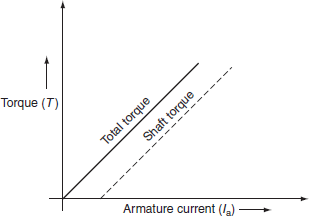 Torque (T)
Total torque
Shaft torque
Armature current (Iₐ)